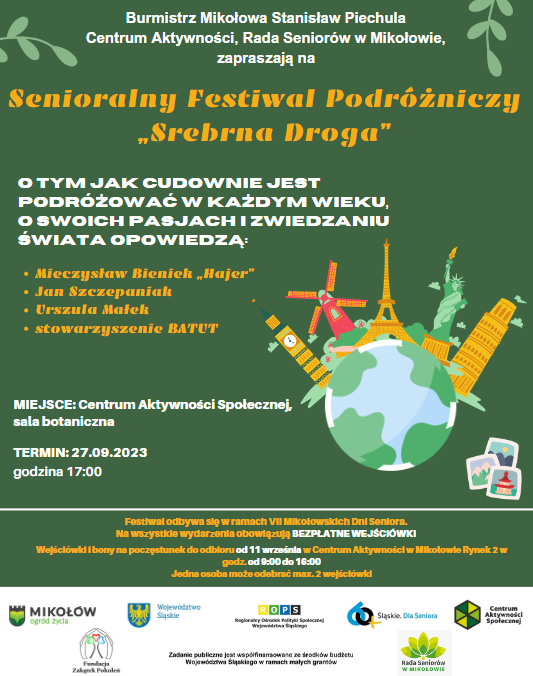 Burmistrz Mikołowa Stanisław Piechula
Centrum Aktywności, Rada Seniorów w Mikołowie,
zapraszają na
Senioralny Festiwal Podróżniczy
„Srebrna Droga"
O TYM JAK CUDOWNIE JEST
PODRÓŻOWAĆ W KAŻDYM WIEKU,
O SWOICH PASJACH I ZWIEDZANIU
ŚWIATA OPOWIEDZĄ:
• Mieczysław Bieniek „Hajer"
• Jan Szczepaniak
• Urszula Małek
• stowarzyszenie BATUT
MIEJSCE: Centrum Aktywności Społecznej,
sala botaniczna
TERMIN: 27.09.2023
godzina 17:00
Festiwal odbywa się w ramach VII Mikołowskich Dni Seniora.
Na wszystkie wydarzenia obowiązują BEZPŁATNE WEJŚCIÓWKI
Wejściówki i bony na poczęstunek do odbioru od 11 września w Centrum Aktywności w Mikołowie Rynek 2 w
godz. od 9:00 do 16:00
Jedna osoba może odebrać max. 2 wejściówki
MIKOŁÓW
ogród życia
Województwo
Śląskie
ROPS
Regionalny Ośrodek Polityki Społecznej
Województwa Śląskiego
60+
Śląskie. Dla Seniora
Centrum
Aktywności
Społecznej
Fundacja
Zakątek Pokoleń
Zadanie publiczne jest współfinansowane ze środków budżetu
Województwa Śląskiego w ramach małych grantów
Rada Seniorów
W MIKOŁOWIE